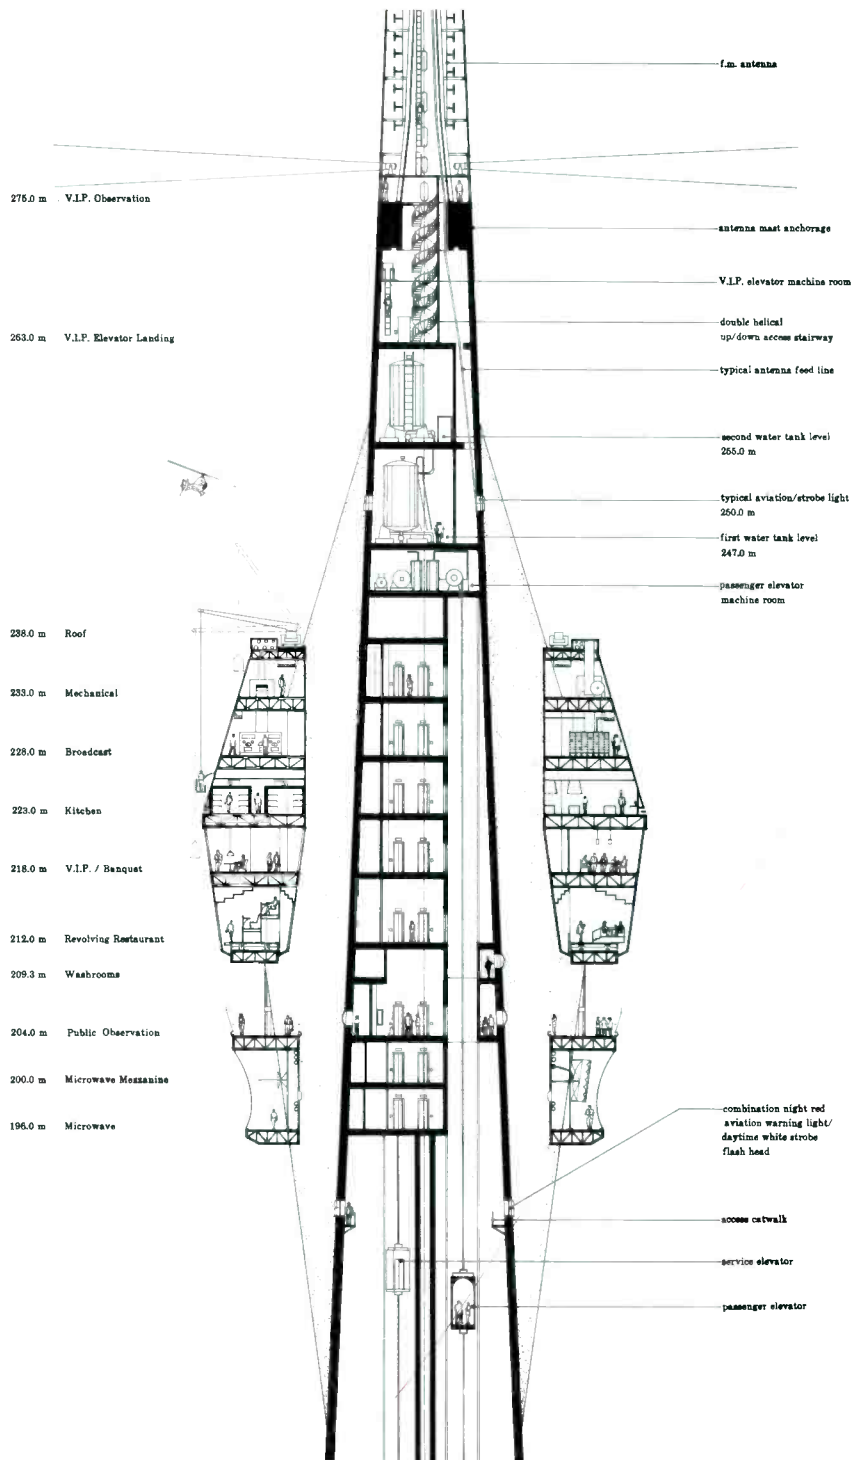 f.m. antenna
275.0 m V.I.P. Observation
antenna mast anchorage
V.I.P. elevator machine room
double helical
up/down access stairway
263.0 m V.I.P. Elevator Landing
typical antenna feed line
second water tank level
255.0 m
typical aviation/strobe light
250.0 m
first water tank level
247.0 m
passenger elevator
machine room
238.0 m Roof
233.0 m Mechanical
228.0 m Broadcast
223.0 m Kitchen
218.0 m V.I.P. / Banquet
212.0 m Revolving Restaurant
209.3 m Washrooms
204.0 m Public Observation
200.0 m Microwave Mezzanine
196.0 m Microwave
combination night red
aviation warning light/
daytime white strobe
flash head
access catwalk
service elevator
passenger elevator